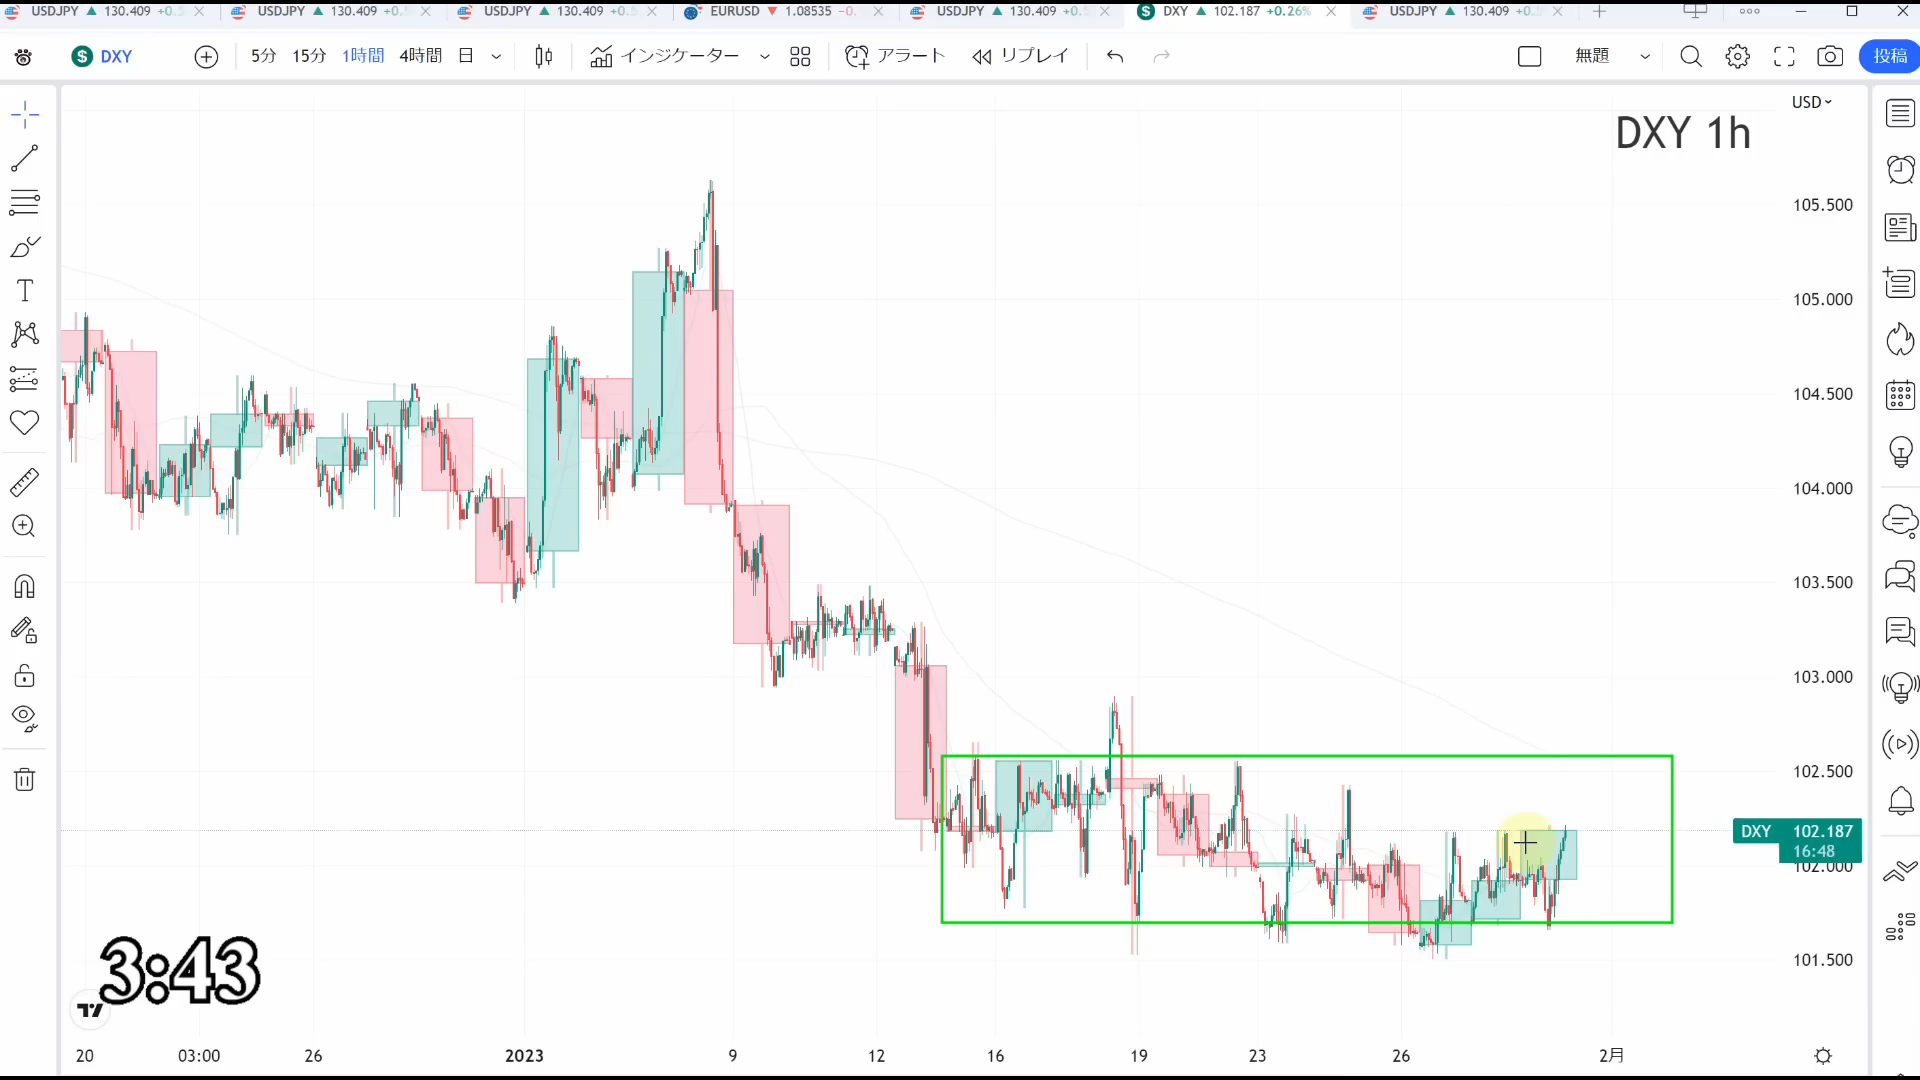 USDJPY ▲ 130.409
USDJPY ▲ 130.409
USDJPY ▲ 130.409
EURUSD ▼ 1.08535 −0.
USDJPY ▲ 130.409
DXY ▲ 102.187 +0.26%
USDJPY ▲ 130.409
DXY
5分 15分 1時間 4時間 日
インジケーター
アラート
リプレイ
無題
投稿
USD
DXY 1h
105.500
105.000
104.500
104.000
103.500
103.000
102.500
DXY 102.187
16:48
102.000
101.500
3:43
20 03:00 26 2023 9 12 16 19 23 26 2月